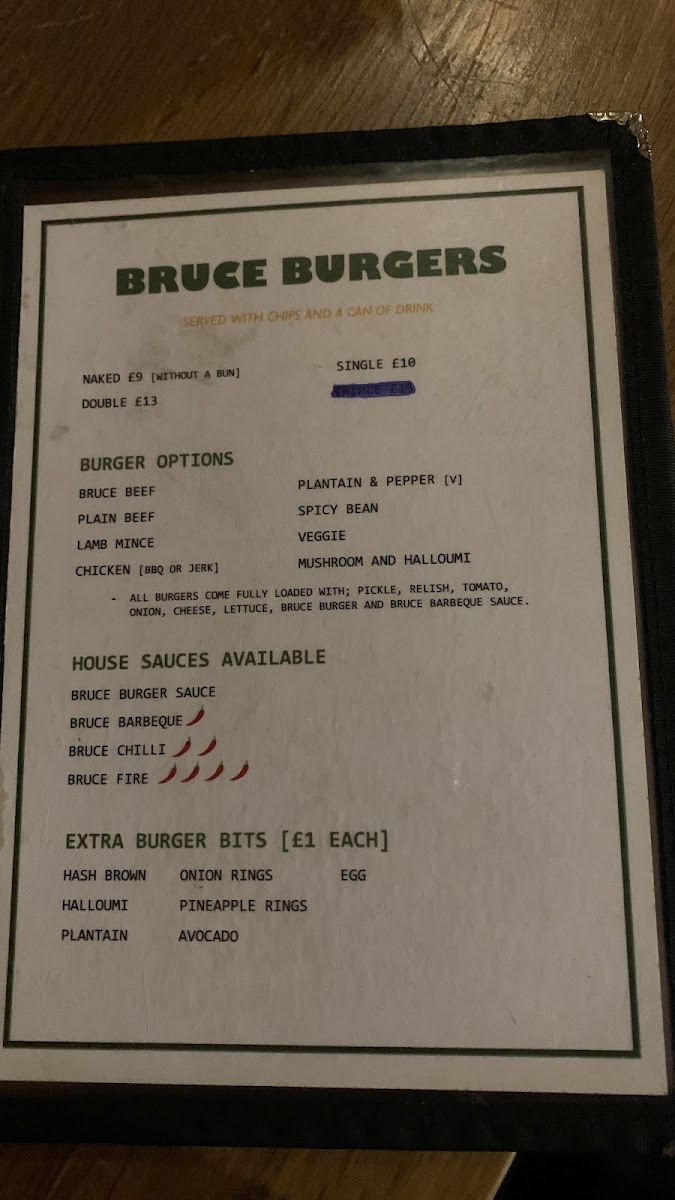 BRUCE BURGERS
SERVED WITH CHIPS AND A CAN OF DRINK
NAKED £9 [WITHOUT A BUN]
SINGLE £10
DOUBLE £13
TRIPLE
BURGER OPTIONS
BRUCE BEEF
PLAIN BEEF
LAMB MINCE
CHICKEN [BBQ OR JERK]
PLANTAIN & PEPPER [V]
SPICY BEAN
VEGGIE
MUSHROOM AND HALLOUMI
- ALL BURGERS COME FULLY LOADED WITH; PICKLE, RELISH, TOMATO,
ONION, CHEESE, LETTUCE, BRUCE BURGER AND BRUCE BARBEQUE SAUCE.
HOUSE SAUCES AVAILABLE
BRUCE BURGER SAUCE
BRUCE BARBEQUE
BRUCE CHILLI
BRUCE FIRE
EXTRA BURGER BITS [£1 EACH]
HASH BROWN ONION RINGS EGG
HALLOUMI PINEAPPLE RINGS
PLANTAIN AVOCADO